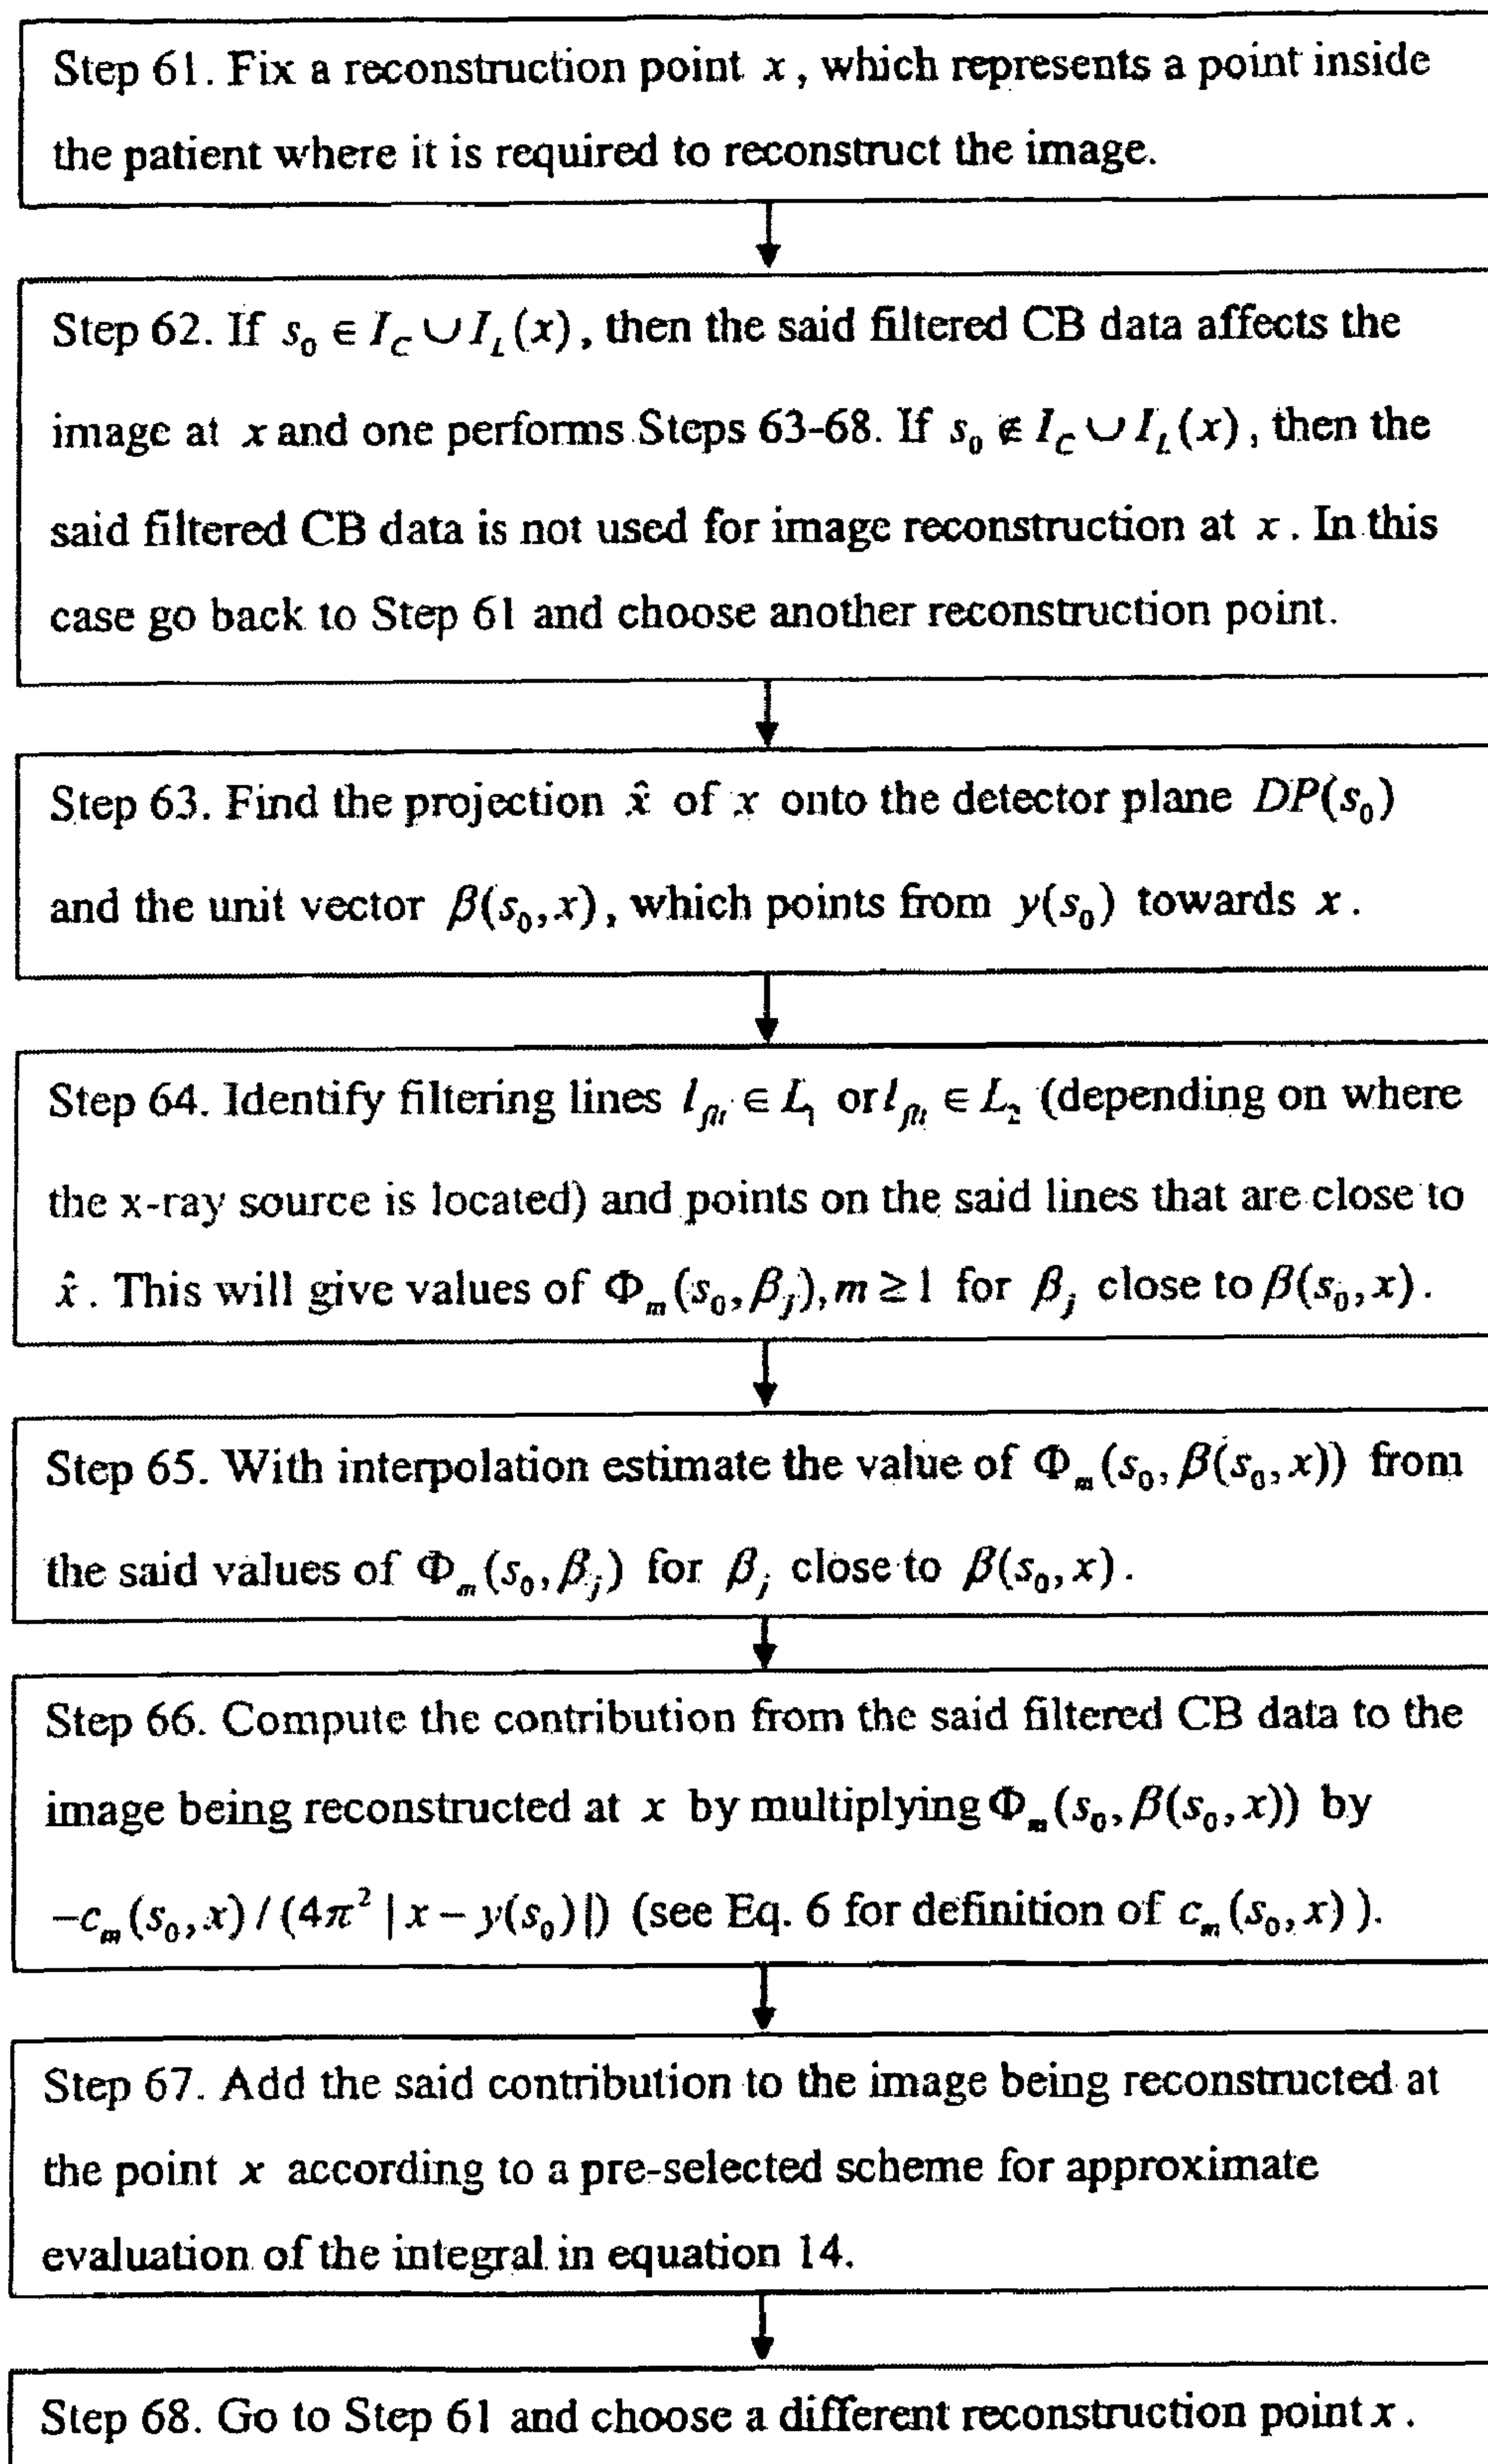 Step 61. Fix a reconstruction point x, which represents a point inside
the patient where it is required to reconstruct the image.
Step 62. If s₀ ∈ I_C ∪ I_L(x), then the said filtered CB data affects the
image at x and one performs Steps 63-68. If s₀ ∉ I_C ∪ I_L(x), then the
said filtered CB data is not used for image reconstruction at x. In this
case go back to Step 61 and choose another reconstruction point.
Step 63. Find the projection x̂ of x onto the detector plane DP(s₀)
and the unit vector β(s₀, x), which points from y(s₀) towards x.
Step 64. Identify filtering lines l_flt ∈ L₁ or l_flt ∈ L₂ (depending on where
the x-ray source is located) and points on the said lines that are close to
x̂. This will give values of Φ_m(s₀, β_j), m ≥ 1 for β_j close to β(s₀, x).
Step 65. With interpolation estimate the value of Φ_m(s₀, β(s₀, x)) from
the said values of Φ_m(s₀, β_j) for β_j close to β(s₀, x).
Step 66. Compute the contribution from the said filtered CB data to the
image being reconstructed at x by multiplying Φ_m(s₀, β(s₀, x)) by
−c_m(s₀, x) / (4π² | x − y(s₀)|) (see Eq. 6 for definition of c_m(s₀, x) ).
Step 67. Add the said contribution to the image being reconstructed at
the point x according to a pre-selected scheme for approximate
evaluation of the integral in equation 14.
Step 68. Go to Step 61 and choose a different reconstruction point x.